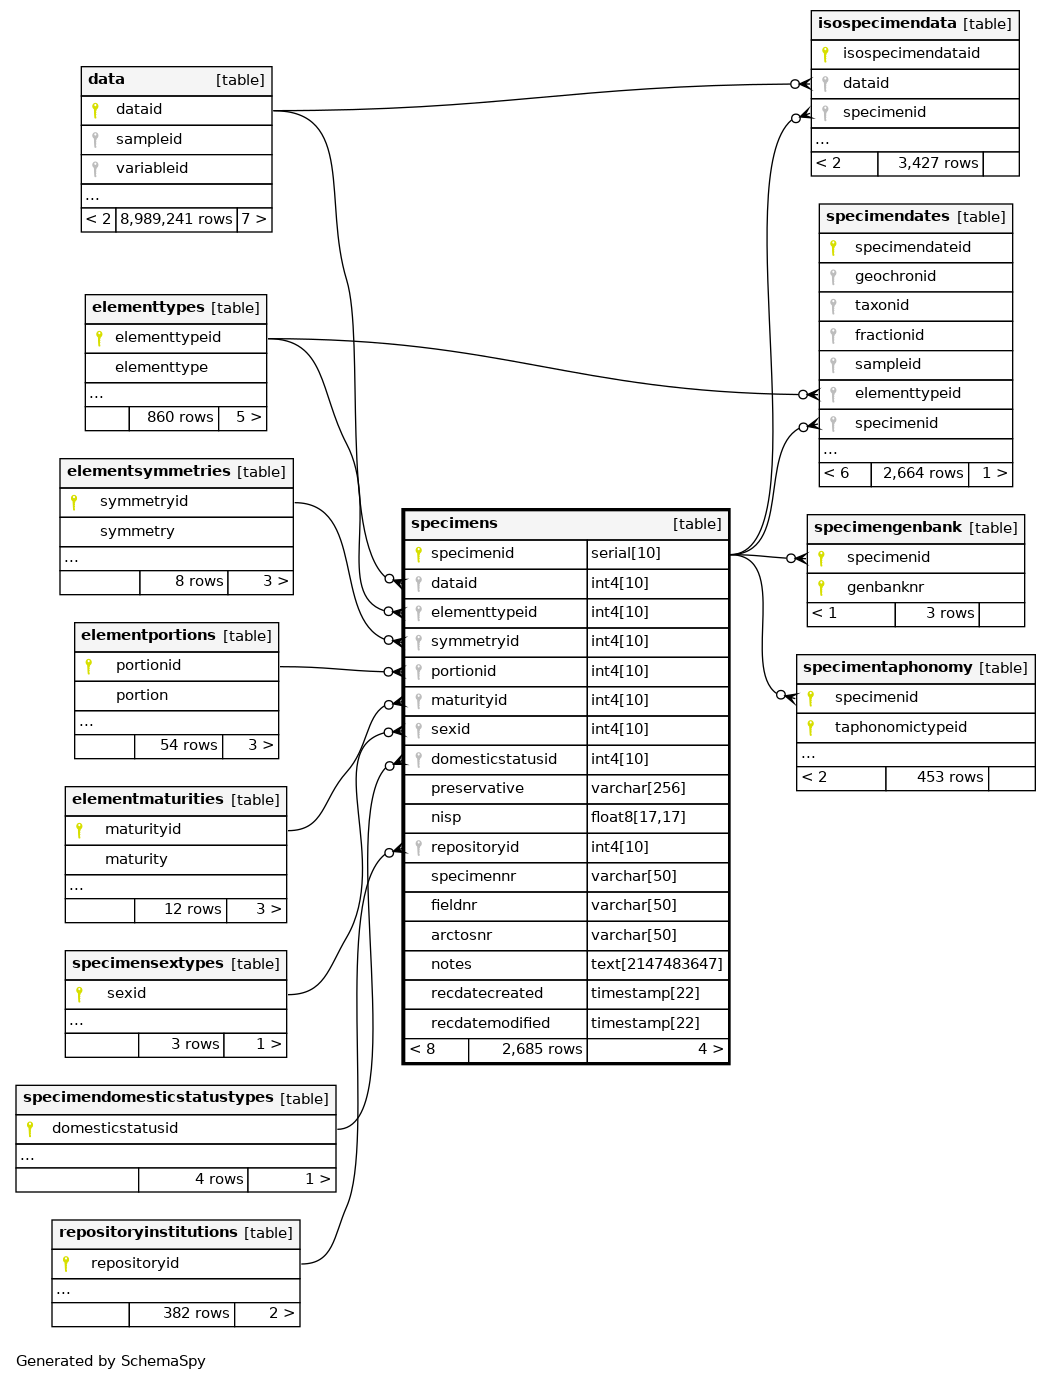 isospecimendata [table]
isospecimendataid
dataid
specimenid
...
< 2 3,427 rows
data [table]
dataid
sampleid
variableid
...
< 2 8,989,241 rows 7 >
specimendates [table]
specimendateid
geochronid
taxonid
fractionid
sampleid
elementtypeid
specimenid
...
< 6 2,664 rows 1 >
elementtypes [table]
elementtypeid
elementtype
...
860 rows 5 >
elementsymmetries [table]
symmetryid
symmetry
...
8 rows 3 >
specimens [table]
specimenid serial[10]
dataid int4[10]
elementtypeid int4[10]
symmetryid int4[10]
portionid int4[10]
maturityid int4[10]
sexid int4[10]
domesticstatusid int4[10]
preservative varchar[256]
nisp float8[17,17]
repositoryid int4[10]
specimennr varchar[50]
fieldnr varchar[50]
arctosnr varchar[50]
notes text[2147483647]
recdatecreated timestamp[22]
recdatemodified timestamp[22]
< 8 2,685 rows 4 >
specimengenbank [table]
specimenid
genbanknr
< 1 3 rows
elementportions [table]
portionid
portion
...
54 rows 3 >
specimentaphonomy [table]
specimenid
taphonomictypeid
...
< 2 453 rows
elementmaturities [table]
maturityid
maturity
...
12 rows 3 >
specimensextypes [table]
sexid
...
3 rows 1 >
specimendomesticstatustypes [table]
domesticstatusid
...
4 rows 1 >
repositoryinstitutions [table]
repositoryid
...
382 rows 2 >
Generated by SchemaSpy